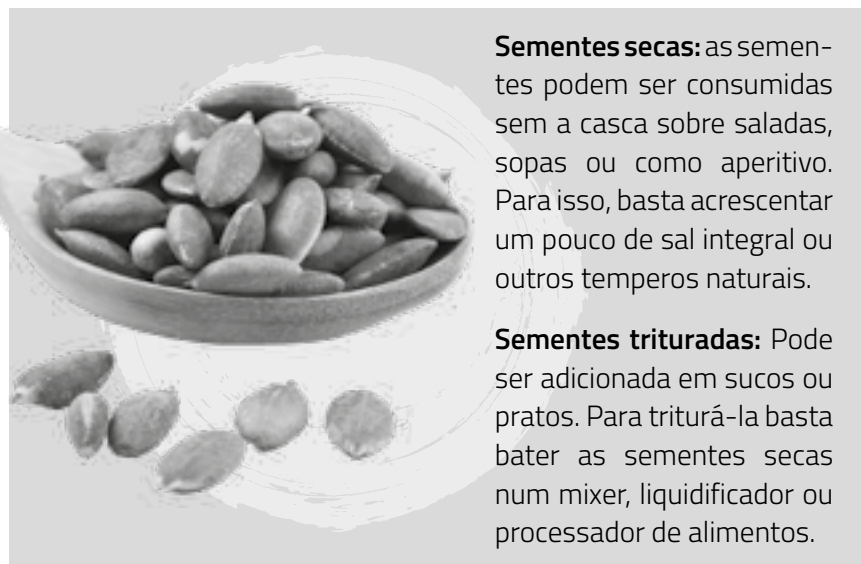 Sementes secas: as semen-
tes podem ser consumidas
sem a casca sobre saladas,
sopas ou como aperitivo.
Para isso, basta acrescentar
um pouco de sal integral ou
outros temperos naturais.
Sementes trituradas: Pode
ser adicionada em sucos ou
pratos. Para triturá-la basta
bater as sementes secas
num mixer, liquidificador ou
processador de alimentos.